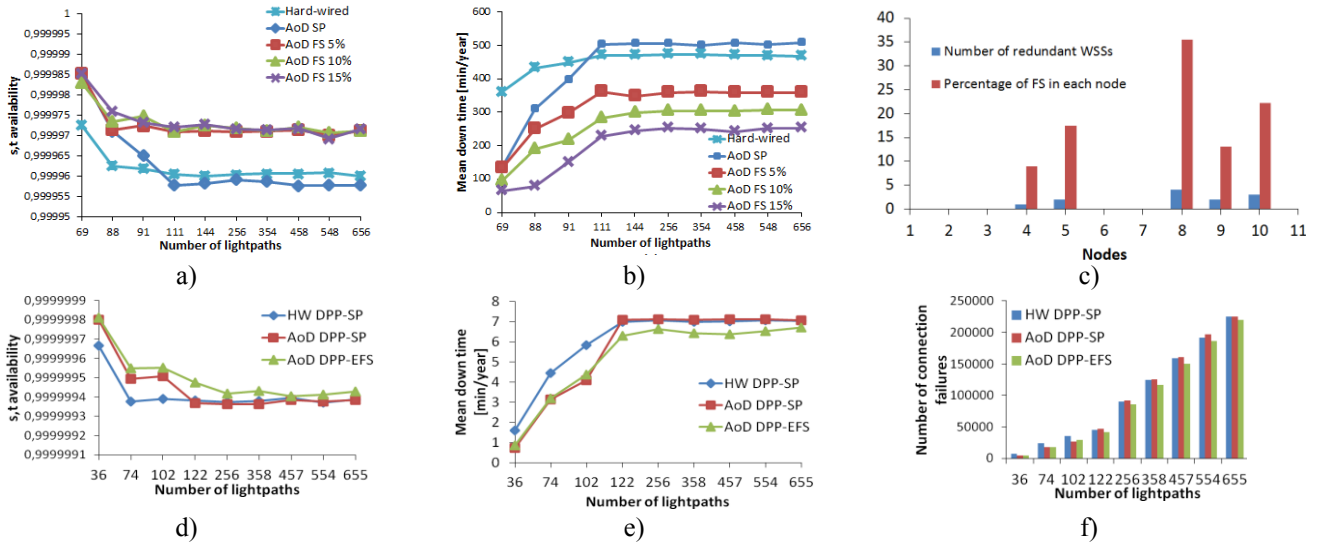 s,t availability
1
0,999995
0,99999
0,999985
0,99998
0,999975
0,99997
0,999965
0,99996
0,999955
0,99995
69 88 91 111 144 256 354 458 548 656
Number of lightpaths
Hard-wired
AoD SP
AoD FS 5%
AoD FS 10%
AoD FS 15%
a)
Mean down time [min/year]
600
500
400
300
200
100
0
69 88 91 111 144 256 354 458 548 656
Number of lightpaths
Hard-wired
AoD SP
AoD FS 5%
AoD FS 10%
AoD FS 15%
b)
40
35
30
25
20
15
10
5
0
1 2 3 4 5 6 7 8 9 10 11
Nodes
Number of redundant WSSs
Percentage of FS in each node
c)
s,t availability
0,9999999
0,9999998
0,9999997
0,9999996
0,9999995
0,9999994
0,9999993
0,9999992
0,9999991
36 74 102 122 256 358 457 554 655
Number of lightpaths
HW DPP-SP
AoD DPP-SP
AoD DPP-EFS
d)
Mean down time
[min/year]
8
7
6
5
4
3
2
1
0
36 74 102 122 256 358 457 554 655
Number of lightpaths
HW DPP-SP
AoD DPP-SP
AoD DPP-EFS
e)
Number of connection
failures
250000
200000
150000
100000
50000
0
36 74 102 122 256 358 457 554 655
Number of lightpaths
HW DPP-SP
AoD DPP-SP
AoD DPP-EFS
f)